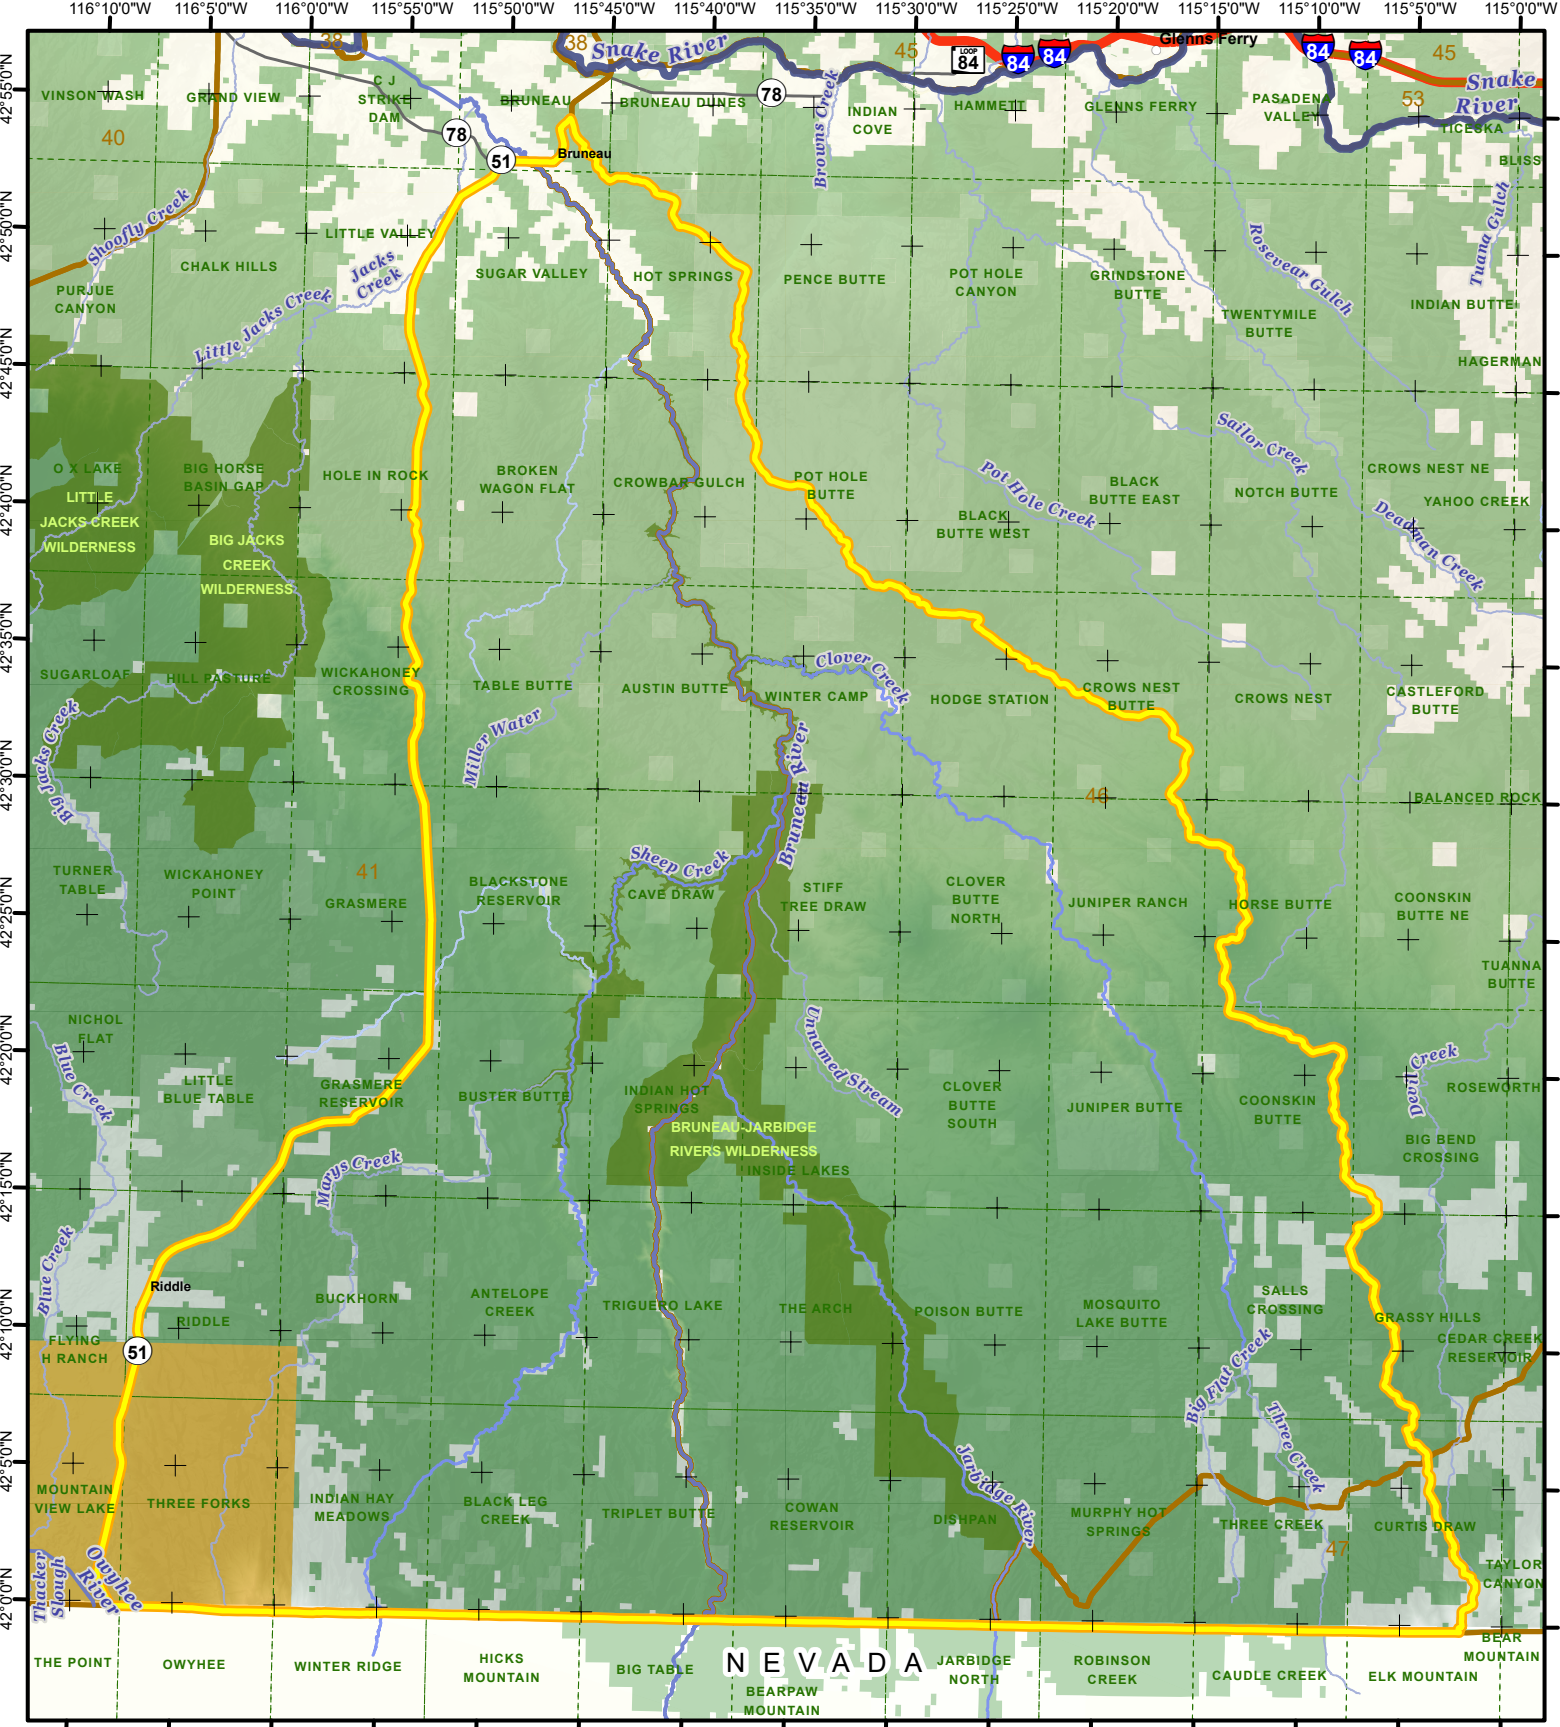 116°10'0"W 116°5'0"W 116°0'0"W 115°55'0"W 115°50'0"W 115°45'0"W 115°40'0"W 115°35'0"W 115°30'0"W 115°25'0"W 115°20'0"W 115°15'0"W 115°10'0"W 115°5'0"W 115°0'0"W
42°55'0"N
42°50'0"N
42°45'0"N
42°40'0"N
42°35'0"N
42°30'0"N
42°25'0"N
42°20'0"N
42°15'0"N
42°10'0"N
42°5'0"N
42°0'0"N
38
38
Snake River
45
LOOP
84
84
84
Glenns Ferry
84
84
45
Snake
River
VINSON WASH
GRAND VIEW
C J
STRIKE
DAM
BRUNEAU
BRUNEAU DUNES
78
Browns Creek
INDIAN
COVE
HAMMETT
GLENNS FERRY
PASADENA
VALLEY
53
TICESKA
40
78
51
Bruneau
BLISS
Shoofly Creek
LITTLE VALLEY
Jacks
Creek
CHALK HILLS
SUGAR VALLEY
HOT SPRINGS
PENCE BUTTE
POT HOLE
CANYON
GRINDSTONE
BUTTE
Rosevear Gulch
Tuana Gulch
PURJUE
CANYON
Little Jacks Creek
TWENTYMILE
BUTTE
INDIAN BUTTE
HAGERMAN
O X LAKE
LITTLE
JACKS CREEK
WILDERNESS
BIG HORSE
BASIN GAP
BIG JACKS
CREEK
WILDERNESS
HOLE IN ROCK
BROKEN
WAGON FLAT
CROWBAR GULCH
POT HOLE
BUTTE
Pot Hole Creek
BLACK
BUTTE WEST
BLACK
BUTTE EAST
Sailor Creek
NOTCH BUTTE
CROWS NEST NE
YAHOO CREEK
Deadman Creek
SUGARLOAF
HILL PASTURE
WICKAHONEY
CROSSING
TABLE BUTTE
AUSTIN BUTTE
Clover Creek
WINTER CAMP
HODGE STATION
CROWS NEST
BUTTE
CROWS NEST
CASTLEFORD
BUTTE
Big Jacks Creek
Big Jacks
Miller Water
Bruneau River
Bruneau
46
BALANCED ROCK
TURNER
TABLE
WICKAHONEY
POINT
41
GRASMERE
BLACKSTONE
RESERVOIR
Sheep Creek
CAVE DRAW
STIFF
TREE DRAW
CLOVER
BUTTE
NORTH
JUNIPER RANCH
HORSE BUTTE
COONSKIN
BUTTE NE
TUANNA
BUTTE
NICHOL
FLAT
Blue Creek
LITTLE
BLUE TABLE
GRASMERE
RESERVOIR
BUSTER BUTTE
INDIAN HOT
SPRINGS
BRUNEAU-JARBIDGE
RIVERS WILDERNESS
INSIDE LAKES
Unnamed Stream
CLOVER
BUTTE
SOUTH
JUNIPER BUTTE
COONSKIN
BUTTE
Devil Creek
ROSEWORTH
BIG BEND
CROSSING
Marys Creek
Blue Creek
Riddle
RIDDLE
FLYING
H RANCH
51
BUCKHORN
ANTELOPE
CREEK
TRIGUERO LAKE
THE ARCH
POISON BUTTE
MOSQUITO
LAKE BUTTE
SALLS
CROSSING
GRASSY HILLS
CEDAR CREEK
RESERVOIR
Big Flat Creek
Three Creek
MOUNTAIN
VIEW LAKE
THREE FORKS
INDIAN HAY
MEADOWS
BLACK LEG
CREEK
TRIPLET BUTTE
COWAN
RESERVOIR
Jarbidge River
DISHPAN
MURPHY HOT
SPRINGS
THREE CREEK
47
CURTIS DRAW
TAYLOR
CANYON
Thacker
Slough
Owyhee
River
THE POINT
OWYHEE
WINTER RIDGE
HICKS
MOUNTAIN
BIG TABLE
NEVADA
BEARPAW
MOUNTAIN
JARBIDGE
NORTH
ROBINSON
CREEK
CAUDLE CREEK
ELK MOUNTAIN
BEAR
MOUNTAIN